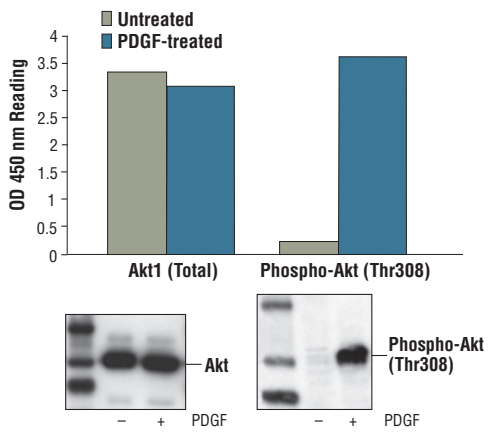 Untreated
PDGF-treated
OD 450 nm Reading
4
3.5
3
2.5
2
1.5
1
0.5
0
Akt1 (Total)
Phospho-Akt (Thr308)
Akt
Phospho-Akt
(Thr308)
– + PDGF
– + PDGF